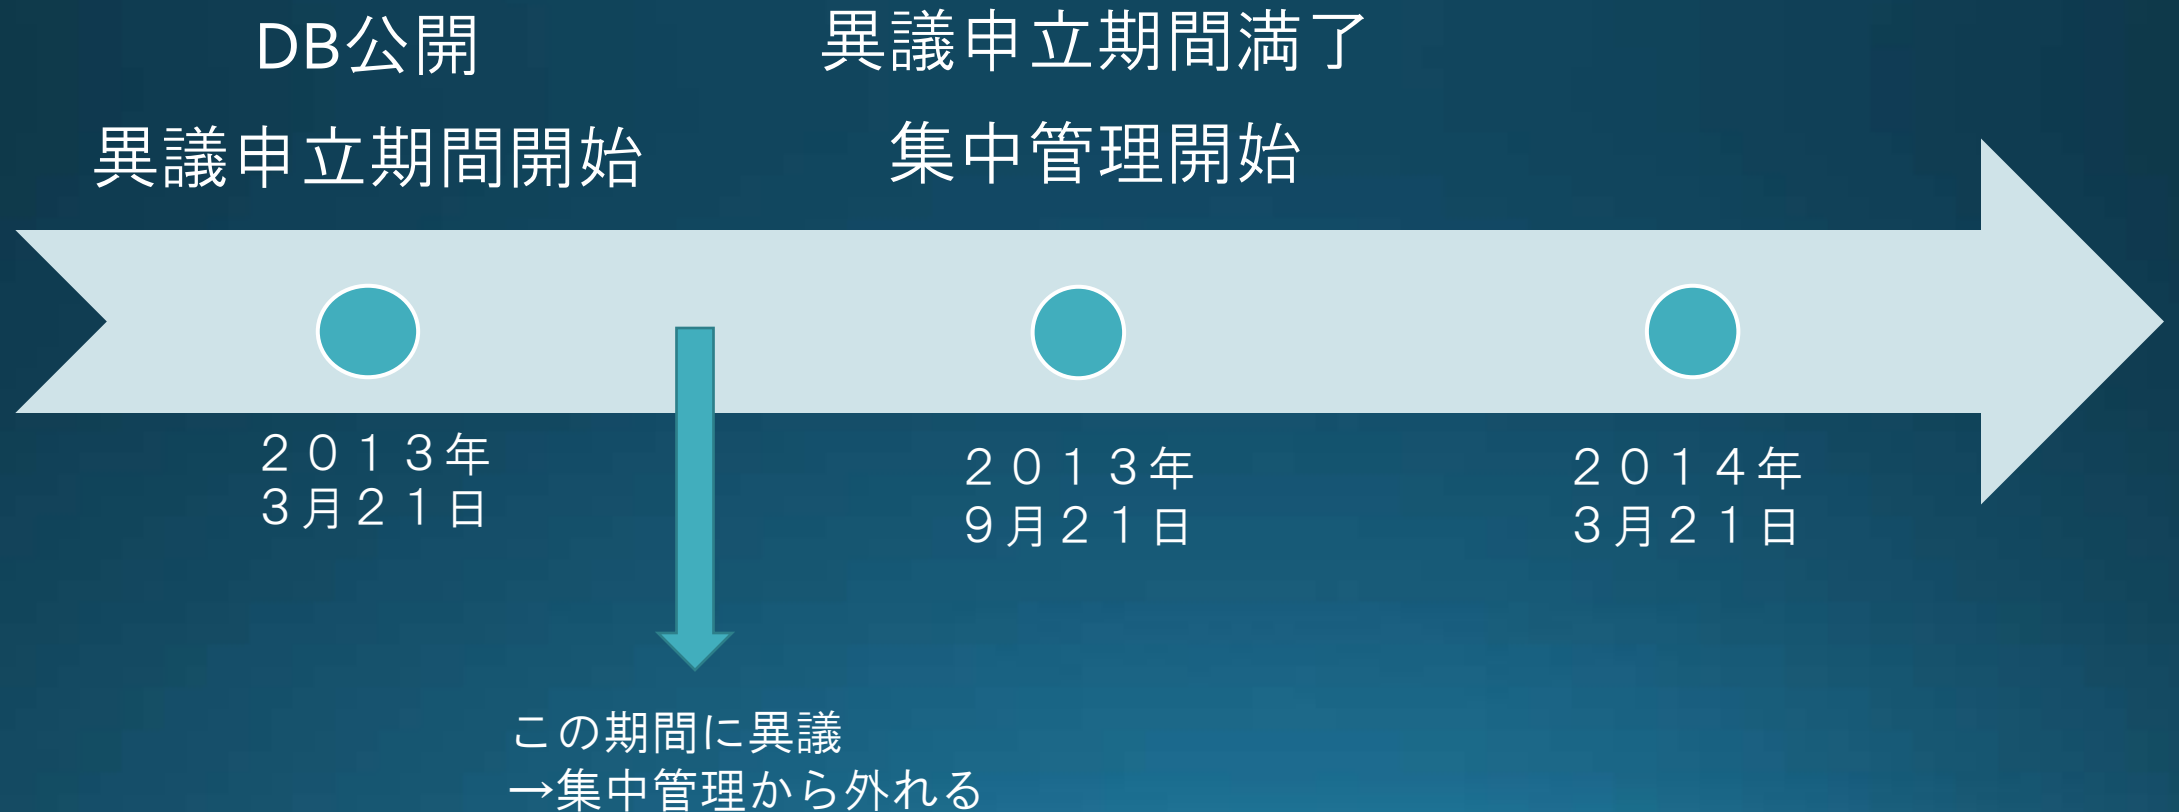 DB公開
異議申立期間開始
異議申立期間満了
集中管理開始
２０１３年
３月２１日
２０１３年
９月２１日
２０１４年
３月２１日
この期間に異議
→集中管理から外れる